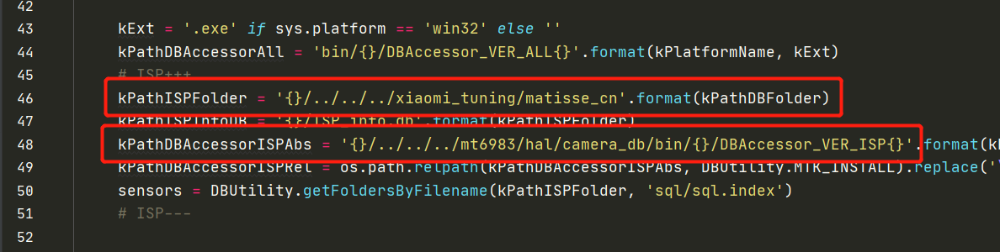 42
43 kExt = '.exe' if sys.platform == 'win32' else ''
44 kPathDBAccessorAll = 'bin/{}/DBAccessor_VER_ALL{}'.format(kPlatformName, kExt)
45 # ISP+++
46 kPathISPFolder = '{}/../../../xiaomi_tuning/matisse_cn'.format(kPathDBFolder)
47 kPathISPInfoDB = '{}/ISP_info.db'.format(kPathISPFolder)
48 kPathDBAccessorISPAbs = '{}/../../../mt6983/hal/camera_db/bin/{}/DBAccessor_VER_ISP{}'.format(
49 kPathDBAccessorISPRel = os.path.relpath(kPathDBAccessorISPAbs, DBUtility.MTK_INSTALL).replace('
50 sensors = DBUtility.getFoldersByFilename(kPathISPFolder, 'sql/sql.index')
51 # ISP---
52